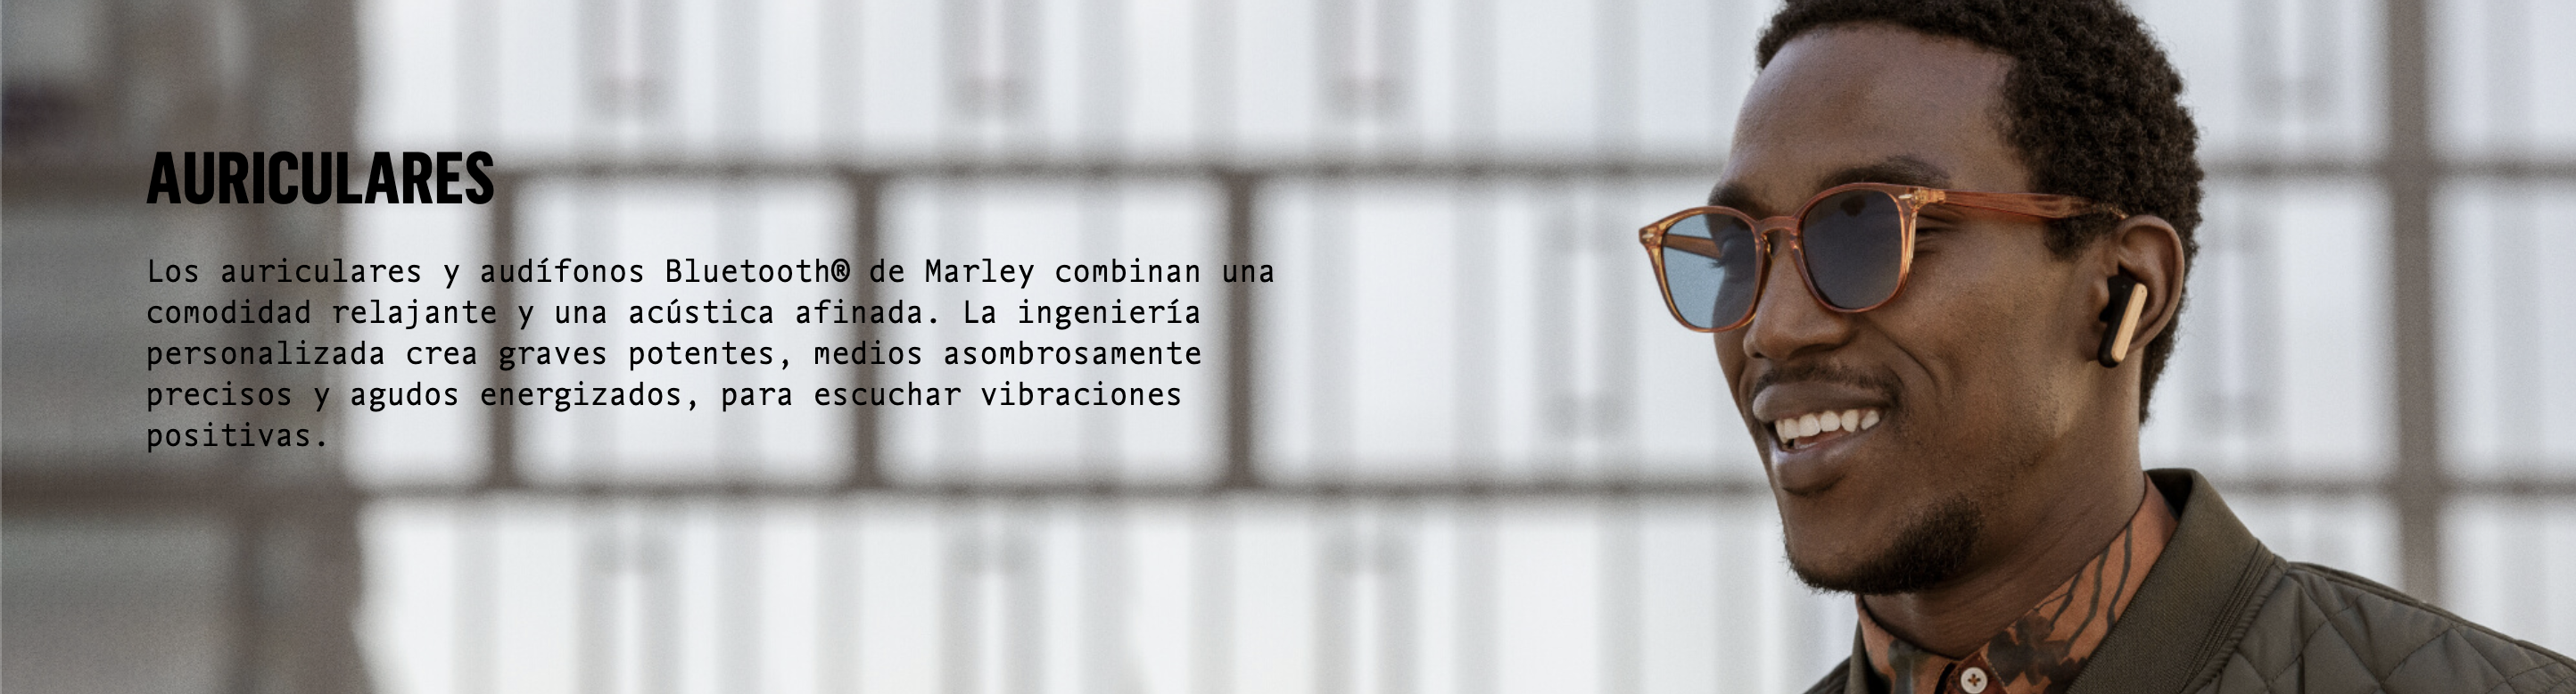 AURICULARES
Los auriculares y audífonos Bluetooth® de Marley combinan una
comodidad relajante y una acústica afinada. La ingeniería
personalizada crea graves potentes, medios asombrosamente
precisos y agudos energizados, para escuchar vibraciones
positivas.